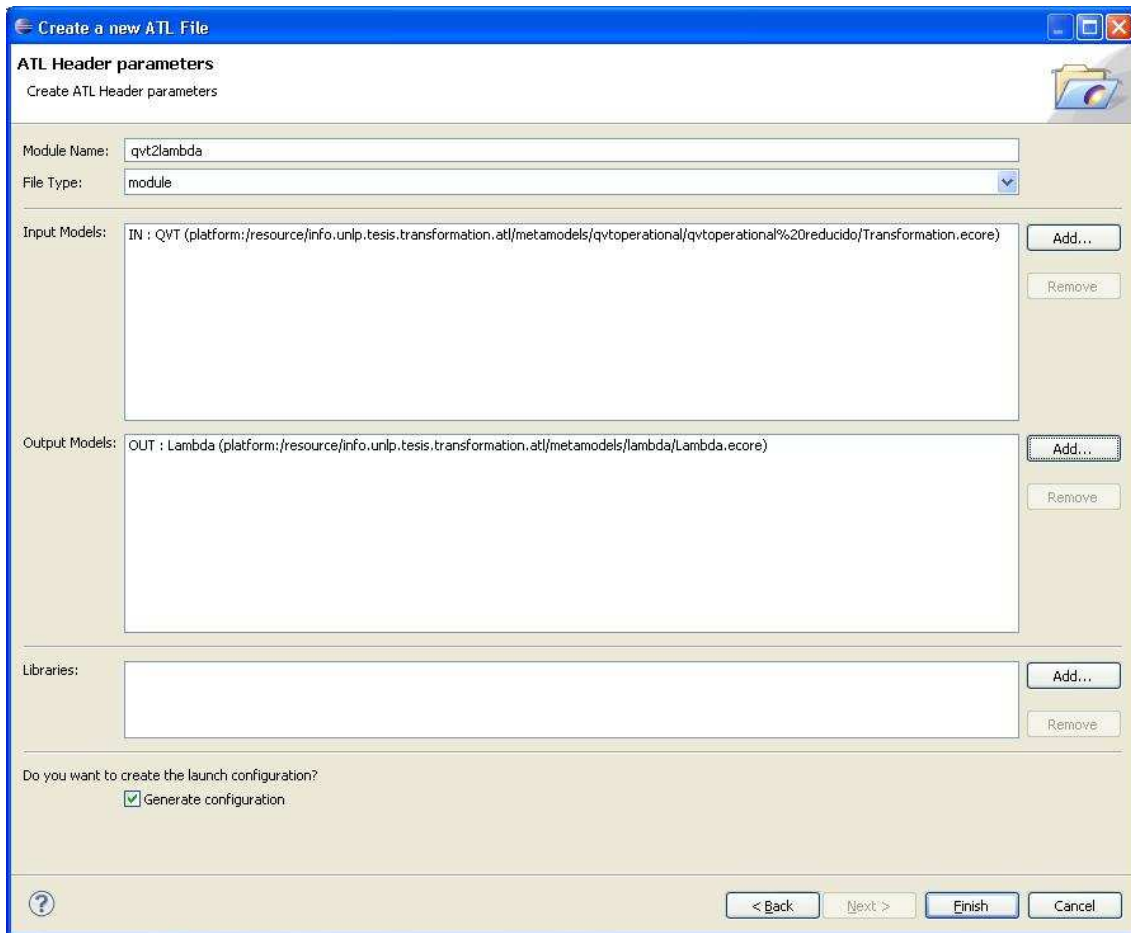 Create a new ATL File
ATL Header parameters
Create ATL Header parameters
Module Name: qvt2lambda
File Type: module
Input Models: IN : QVT (platform:/resource/info.unlp.tesis.transformation.atl/metamodels/qvtoperational/qvtoperational%20reducido/Transformation.ecore) Add...
Remove
Output Models: OUT : Lambda (platform:/resource/info.unlp.tesis.transformation.atl/metamodels/lambda/Lambda.ecore) Add...
Remove
Libraries: Add...
Remove
Do you want to create the launch configuration?
Generate configuration
? < Back Next > Finish Cancel